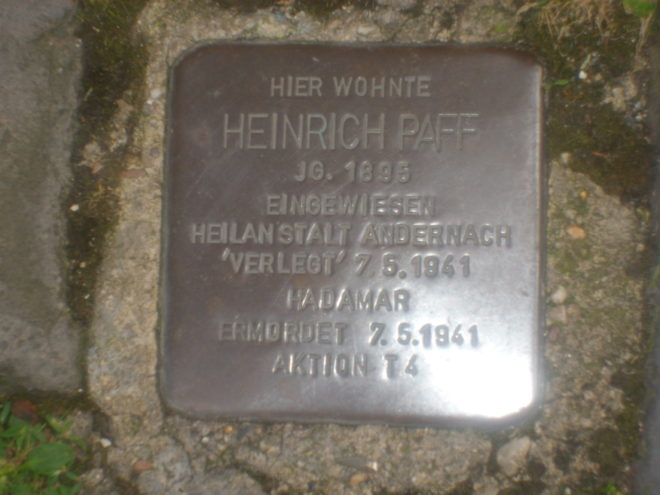 HIER WOHNTE
HEINRICH PAFF
JG. 1895
EINGEWIESEN
HEILANSTALT ANDERNACH
'VERLEGT' 7.5.1941
HADAMAR
ERMORDET 7.5.1941
AKTION T4